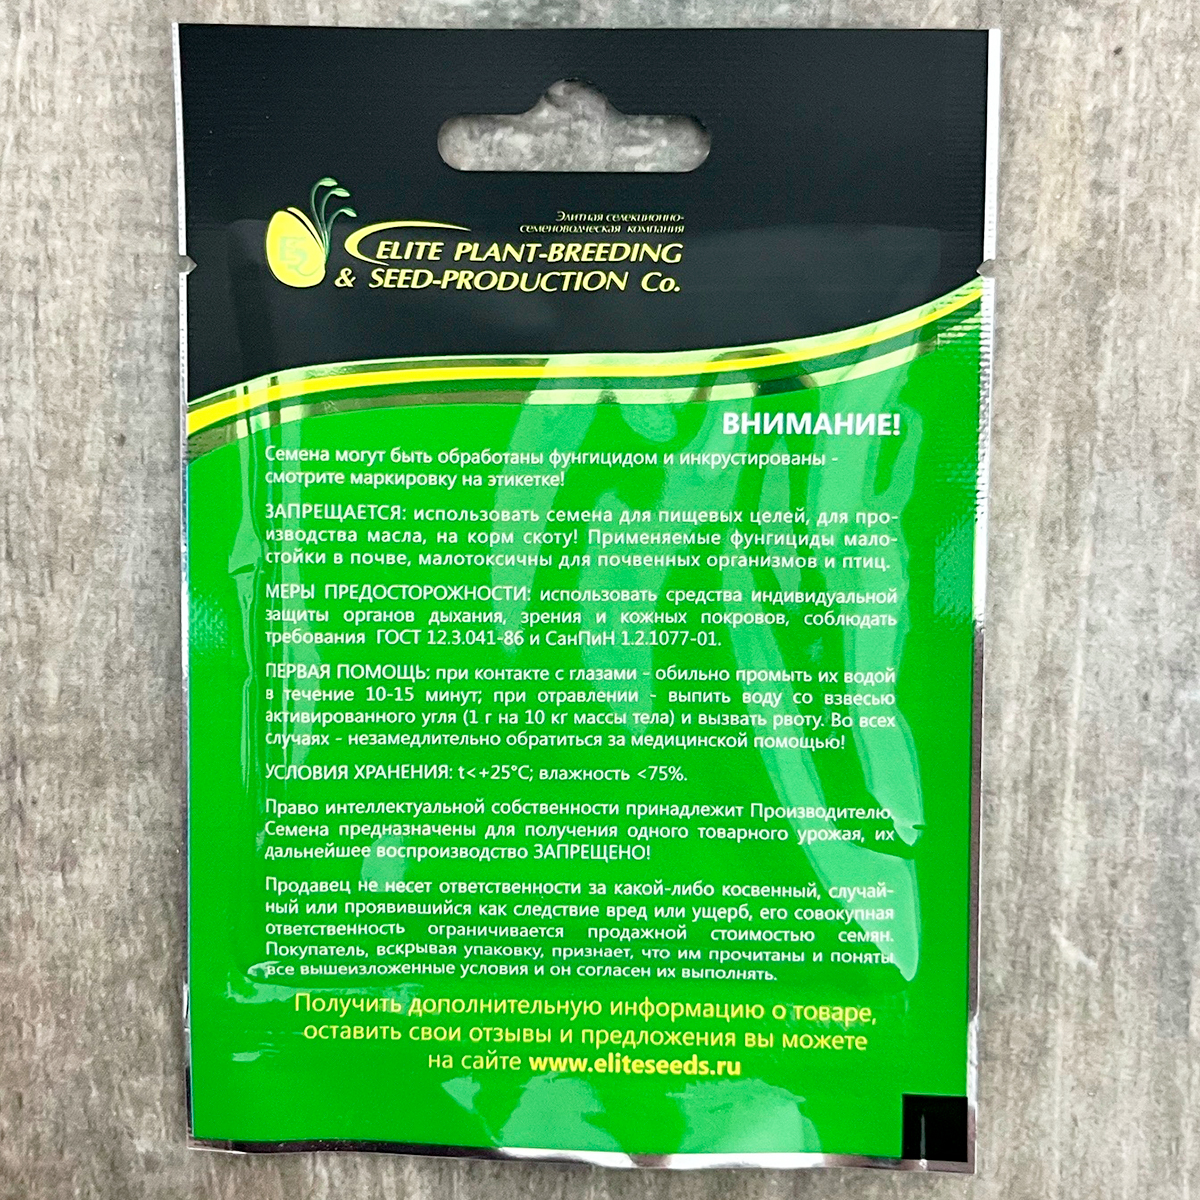 Элитная селекционно-
семеноводческая компания
ELITE PLANT-BREEDING
& SEED-PRODUCTION Co.
ВНИМАНИЕ!
Семена могут быть обработаны фунгицидом и инкрустированы -
смотрите маркировку на этикетке!
ЗАПРЕЩАЕТСЯ: использовать семена для пищевых целей, для про-
изводства масла, на корм скоту! Применяемые фунгициды мало-
стойки в почве, малотоксичны для почвенных организмов и птиц.
МЕРЫ ПРЕДОСТОРОЖНОСТИ: использовать средства индивидуальной
защиты органов дыхания, зрения и кожных покровов, соблюдать
требования ГОСТ 12.3.041-86 и СанПиН 1.2.1077-01.
ПЕРВАЯ ПОМОЩЬ: при контакте с глазами - обильно промыть их водой
в течение 10-15 минут; при отравлении - выпить воду со взвесью
активированного угля (1 г на 10 кг массы тела) и вызвать рвоту. Во всех
случаях - незамедлительно обратиться за медицинской помощью!
УСЛОВИЯ ХРАНЕНИЯ: t<+25°C; влажность <75%.
Право интеллектуальной собственности принадлежит Производителю.
Семена предназначены для получения одного товарного урожая, их
дальнейшее воспроизводство ЗАПРЕЩЕНО!
Продавец не несет ответственности за какой-либо косвенный, случай-
ный или проявившийся как следствие вред или ущерб, его совокупная
ответственность ограничивается продажной стоимостью семян.
Покупатель, вскрывая упаковку, признает, что им прочитаны и поняты
все вышеизложенные условия и он согласен их выполнять.
Получить дополнительную информацию о товаре,
оставить свои отзывы и предложения вы можете
на сайте www.eliteseeds.ru